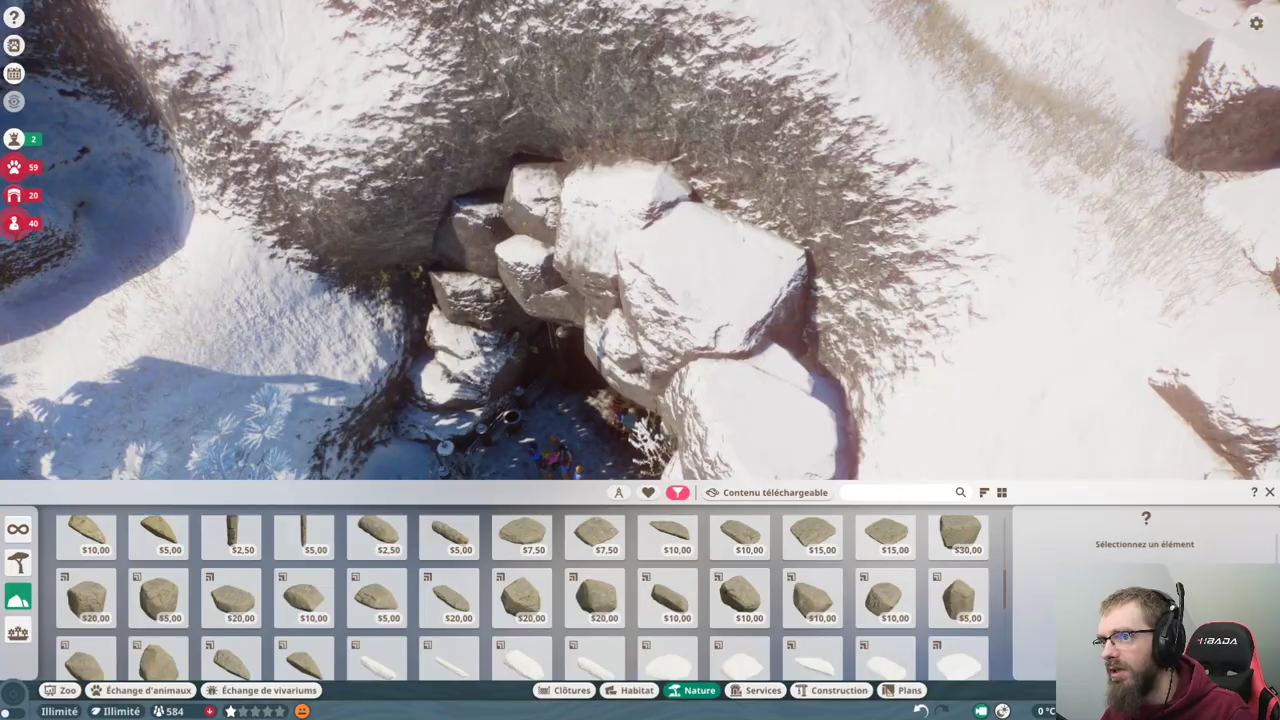 ?
2
59
20
40
Contenu téléchargeable
? ×
$10,00 $5,00 $2,50 $5,00 $2,50 $5,00 $7,50 $7,50 $10,00 $10,00 $15,00 $15,00 $30,00
?
Sélectionnez un élément
$20,00 $5,00 $20,00 $10,00 $5,00 $20,00 $20,00 $20,00 $10,00 $10,00 $10,00 $10,00 $5,00
HBADA
Zoo Échange d'animaux Échange de vivariums Clôtures Habitat Nature Services Construction Plans
Illimité Illimité 584 0 °C